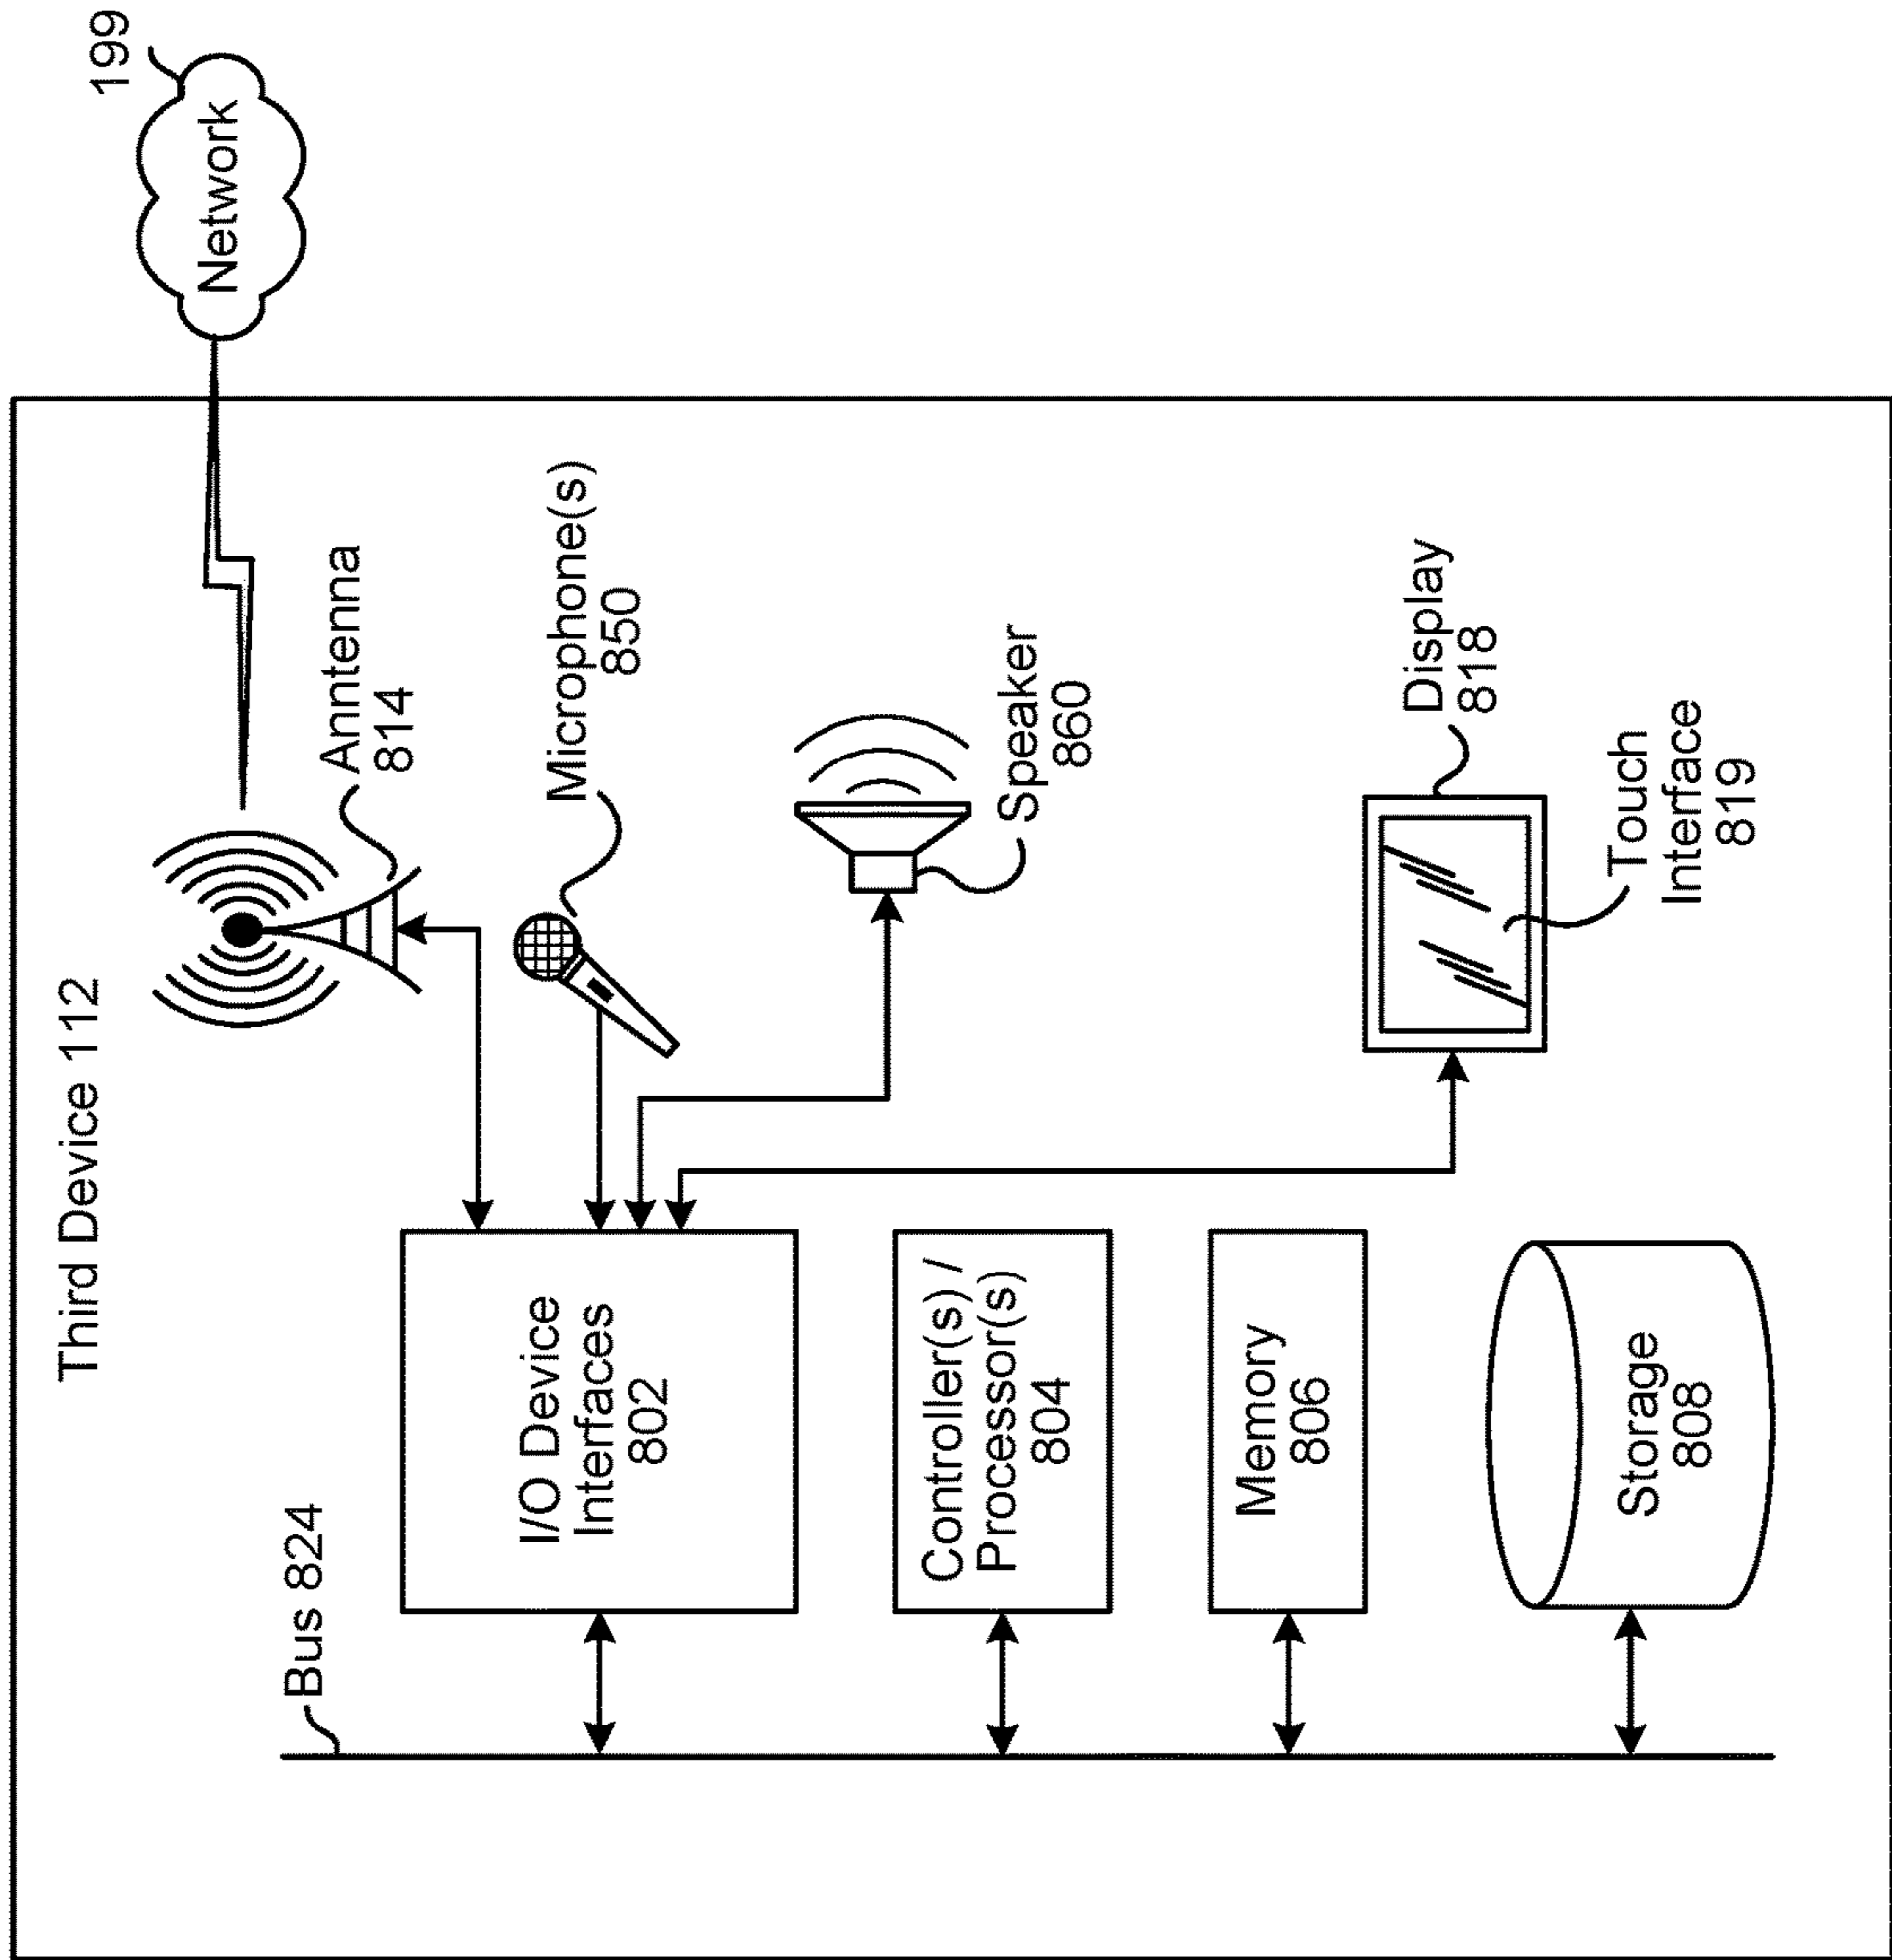 Third Device 112
199
Network
Bus 824
Anntenna
814
I/O Device
Interfaces
802
Microphone(s)
850
Controller(s) /
Processor(s)
804
Speaker
860
Memory
806
Display
818
Storage
808
Touch
Interface
819